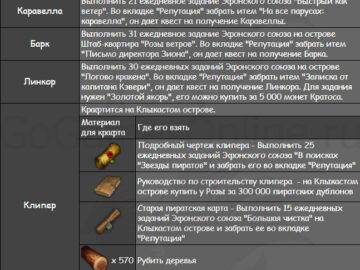 Каравелла
Выполнить 21 ежедневное задание Эронского союза "Быстрый как
ветер". Во вкладке "Репутация" забрать итем "На все парусах:
каравелла", он дает квест на получение Каравеллы.
Барк
Выполнить 31 ежедневное задание Эронского союза на острове
Штаб-квартира "Розы ветров". Во вкладке "Репутация" забрать итем
"Письмо директора Экона", он даст квест на получение Барка.
Линкор
Выполнить 30 ежедневных заданий Эронского союза на острове
"Логово кракена". Во вкладке "Репутация" забрать итем "Записка от
капитана Кэвери", он даст квест на получение Линкора. Для задания
нужен "Золотой якорь", его можно купить за 5 000 монет Кратоса.
Клипер
Крафтится на Клыкастом острове.
Материал
для крафта
Где его взять
Подробный чертеж клипера - Выполнить 25
ежедневных заданий Эронского союза "В поисках
"Звезды пиратов" и забрать его во вкладке "Репутация"
Руководство по строительству клипера - на Клыкастом
острове купить у Розы за 300 пиратских дублонов
Старая пиратская карта - Выполнить 15 ежедневных
заданий Эронского союза "Большая чистка" на
Клыкастом острове и забрать ее во вкладке
"Репутация"
x 570
Рубить деревья